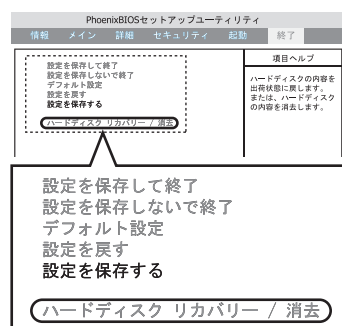 PhoenixBIOSセットアップユーティリティ
情報 メイン 詳細 セキュリティ 起動 終了
設定を保存して終了
設定を保存しないで終了
デフォルト設定
設定を戻す
設定を保存する
ハードディスク リカバリー / 消去
項目ヘルプ
ハードディスクの内容を
出荷状態に戻します。
または、ハードディスク
の内容を消去します。
設定を保存して終了
設定を保存しないで終了
デフォルト設定
設定を戻す
設定を保存する
ハードディスク リカバリー / 消去